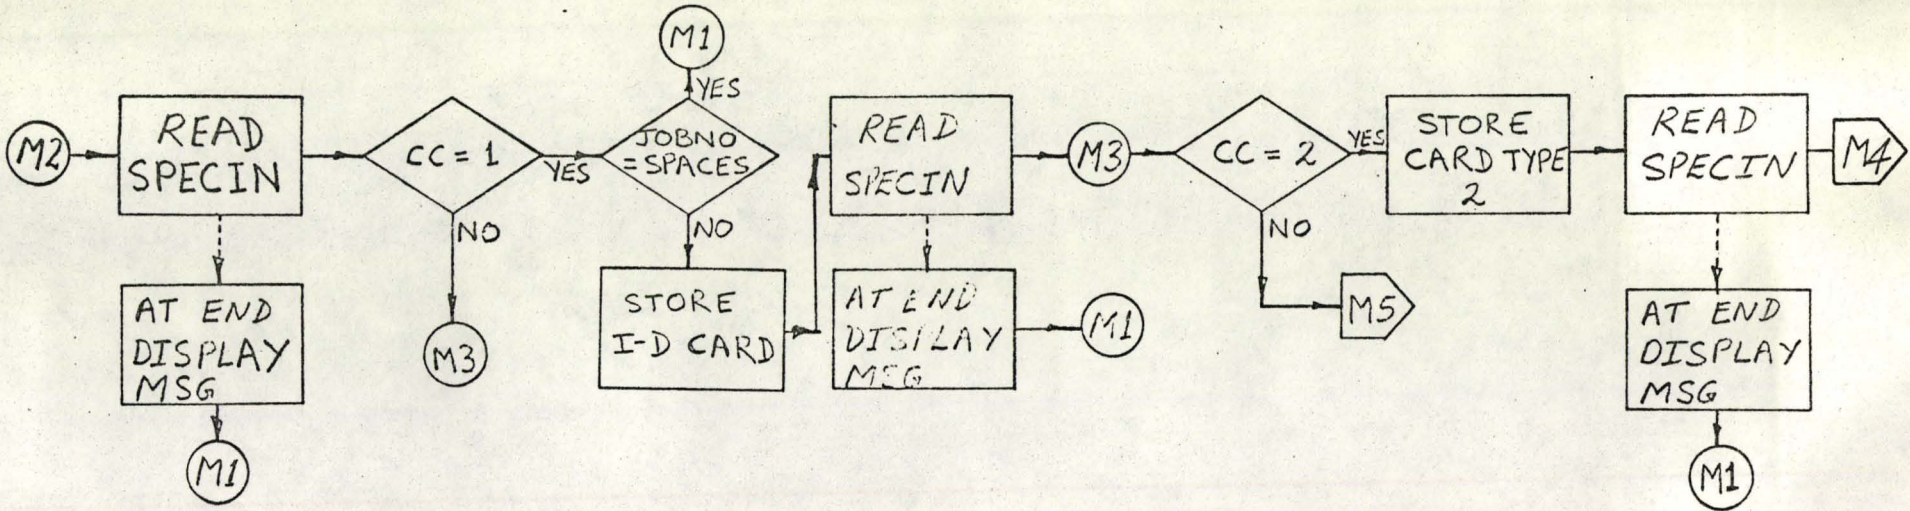 M2
READ
SPECIN
AT END
DISPLAY
MSG
M1
CC = 1
YES
NO
M3
M1
YES
JOBNO
=SPACES
NO
STORE
I-D CARD
READ
SPECIN
AT END
DISPLAY
MSG
M1
M3
CC = 2
YES
NO
M5
STORE
CARD TYPE
2
READ
SPECIN
M4
AT END
DISPLAY
MSG
M1